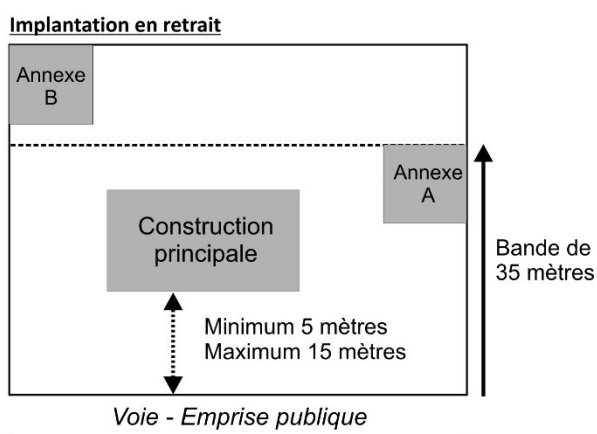 Implantation en retrait
Annexe
B
Annexe
A
Construction
principale
Bande de
35 mètres
Minimum 5 mètres
Maximum 15 mètres
Voie - Emprise publique